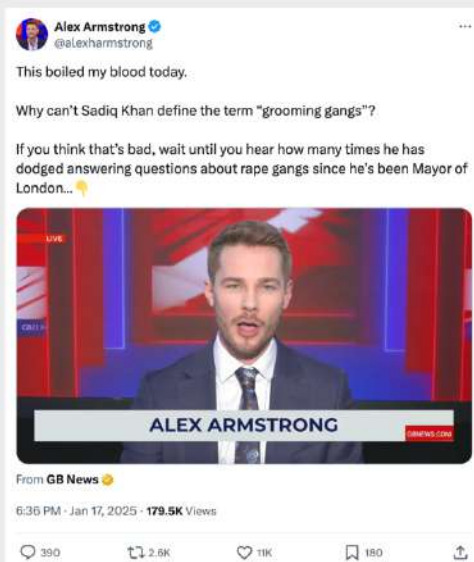 Alex Armstrong
@alexharmstrong
This boiled my blood today.
Why can't Sadiq Khan define the term "grooming gangs"?
If you think that's bad, wait until you hear how many times he has
dodged answering questions about rape gangs since he's been Mayor of
London...
LIVE
ALEX ARMSTRONG
GBNEWS.COM
From GB News
6:36 PM · Jan 17, 2025 · 179.5K Views
390
2.6K
11K
180